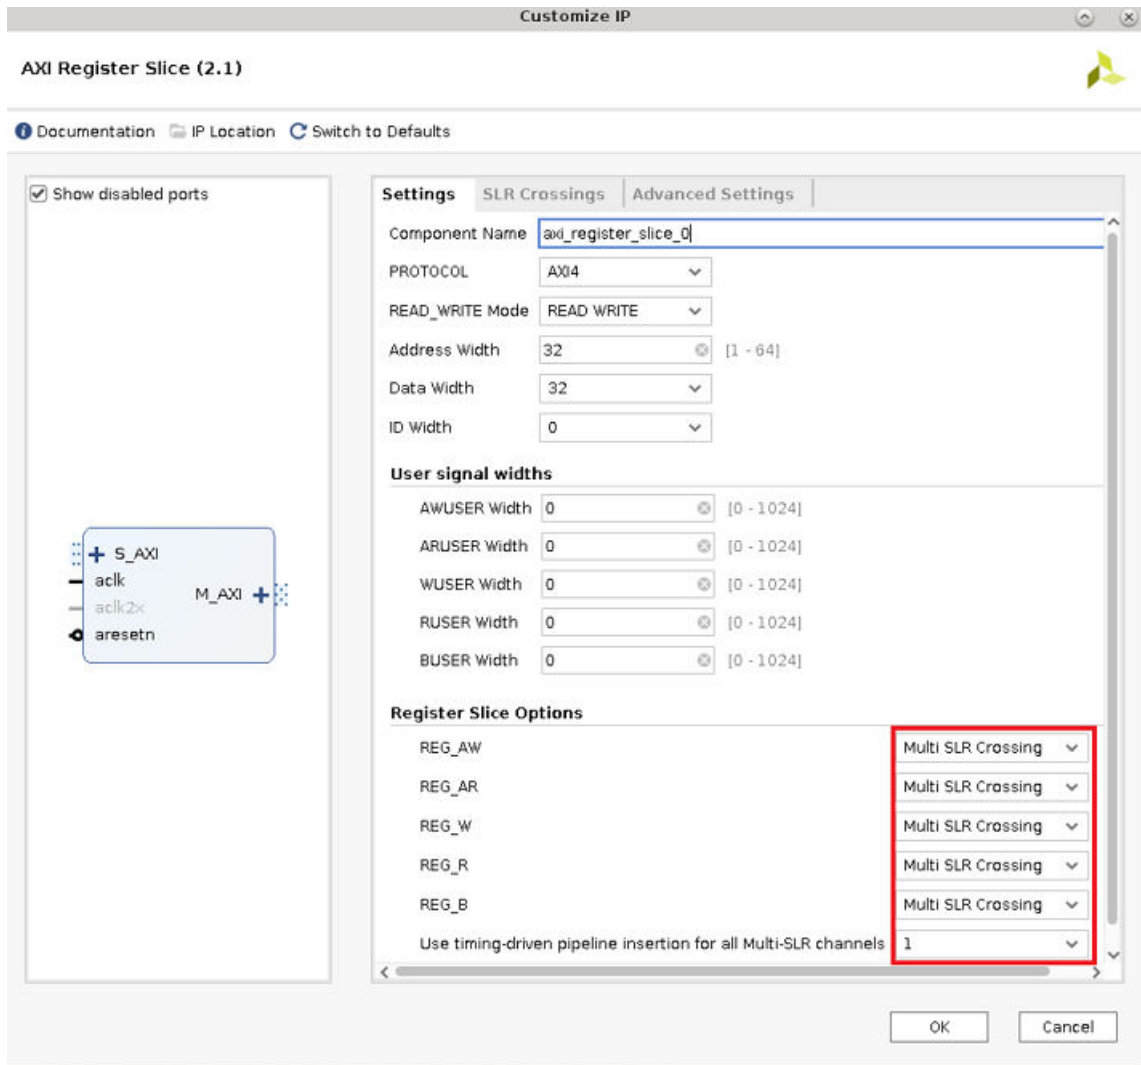 Customize IP
AXI Register Slice (2.1)
Documentation IP Location Switch to Defaults
Show disabled ports
S_AXI
aclk
M_AXI
aclk2x
aresetn
Settings SLR Crossings Advanced Settings
Component Name axi_register_slice_0
PROTOCOL AXI4
READ_WRITE Mode READ WRITE
Address Width 32 [1 - 64]
Data Width 32
ID Width 0
User signal widths
AWUSER Width 0 [0 - 1024]
ARUSER Width 0 [0 - 1024]
WUSER Width 0 [0 - 1024]
RUSER Width 0 [0 - 1024]
BUSER Width 0 [0 - 1024]
Register Slice Options
REG_AW Multi SLR Crossing
REG_AR Multi SLR Crossing
REG_W Multi SLR Crossing
REG_R Multi SLR Crossing
REG_B Multi SLR Crossing
Use timing-driven pipeline insertion for all Multi-SLR channels 1
OK Cancel